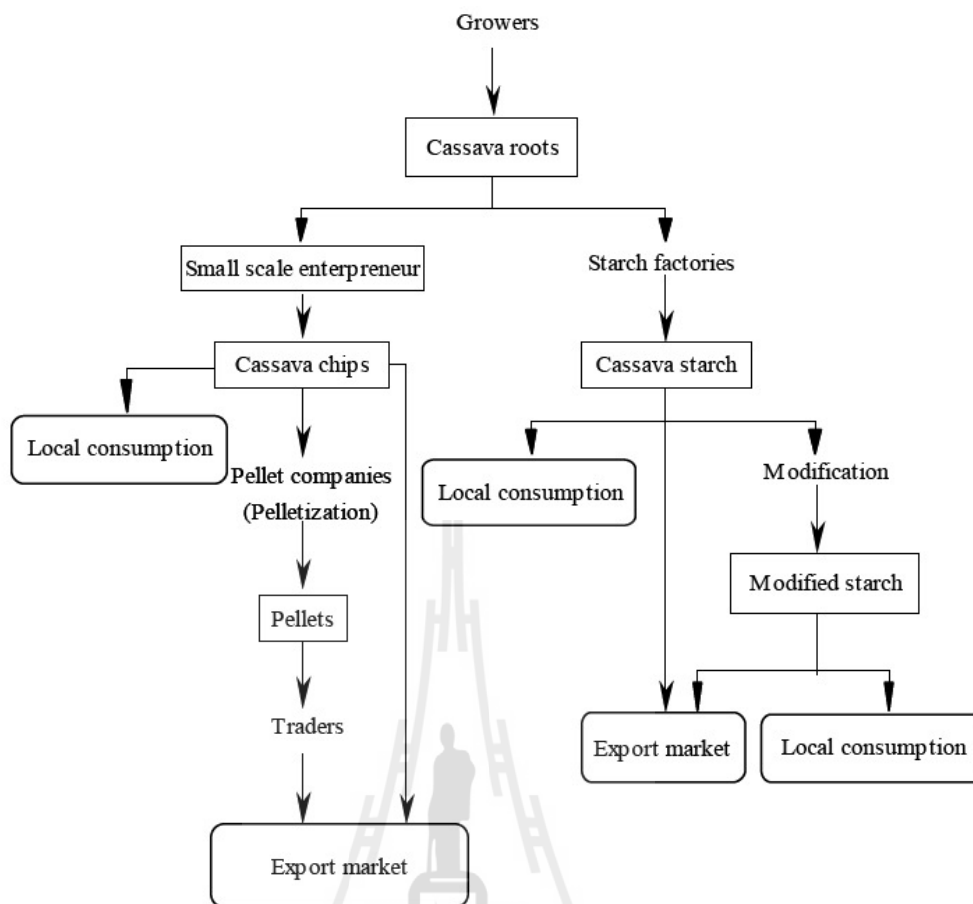 Growers
Cassava roots
Small scale enterpreneur
Starch factories
Cassava chips
Cassava starch
Local consumption
Pellet companies
(Pelletization)
Local consumption
Modification
Modified starch
Pellets
Traders
Export market
Local consumption
Export market